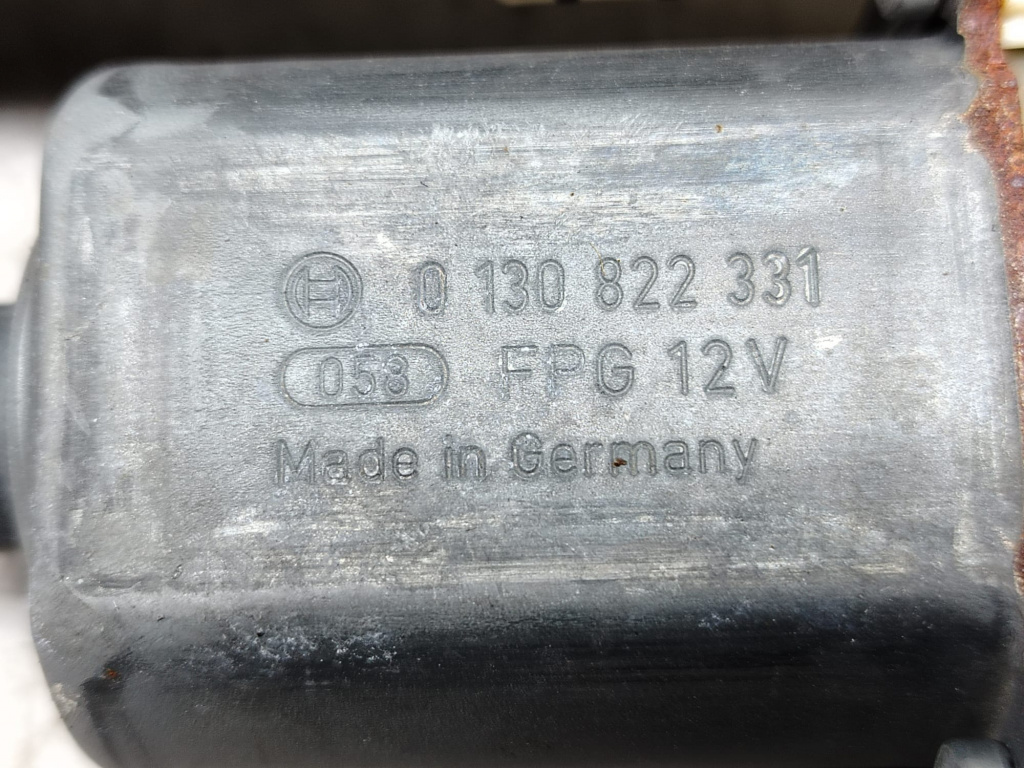 0 130 822 331
058 FPG 12V
Made in Germany